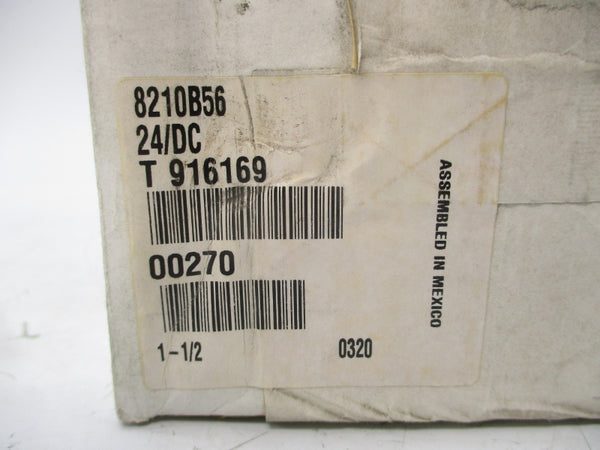 8210B56
24/DC
T 916169
00270
1-1/2 0320
ASSEMBLED IN MEXICO